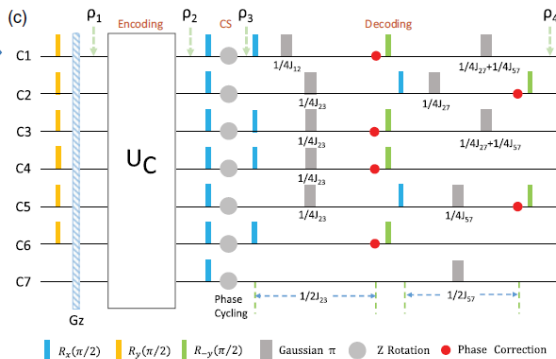 (c)
ρ1 Encoding ρ2 CS ρ3 Decoding ρ4
C1 1/4J12 1/4J27+1/4J57
C2 1/4J23 1/4J27
C3 1/4J23 1/4J27+1/4J57
C4 1/4J23
C5 1/4J23 1/4J57
C6
C7
UC
Phase
Cycling
1/2J23 1/2J57
Gz
Rx(π/2) Ry(π/2) R−y(π/2) Gaussian π Z Rotation Phase Correction